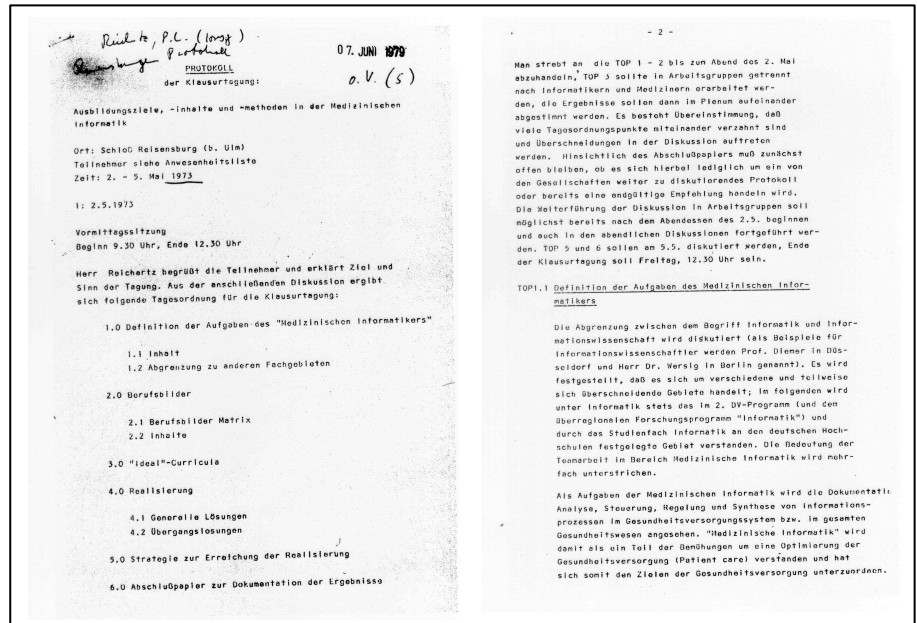 07. JUNI 1979
Protokoll
PROTOKOLL
o. V. (5)
der Klausurtagung:
Ausbildungsziele, -inhalte und -methoden in der Medizinischen
Informatik
Ort: Schloß Reisensburg (b. Ulm)
Teilnehmer siehe Anwesenheitsliste
Zeit: 2. - 5. Mai 1973
I: 2.5.1973
Vormittagssitzung
Beginn 9.30 Uhr, Ende 12.30 Uhr
Herr Reichertz begrüßt die Teilnehmer und erklärt Ziel und
Sinn der Tagung. Aus der anschließenden Diskussion ergibt
sich folgende Tagesordnung für die Klausurtagung:
1.0 Definition der Aufgaben des "Medizinischen Informatikers"
1.1 Inhalt
1.2 Abgrenzung zu anderen Fachgebieten
2.0 Berufsbilder
2.1 Berufsbilder Matrix
2.2 Inhalte
3.0 "Ideal"-Curricula
4.0 Realisierung
4.1 Generelle Lösungen
4.2 Übergangslösungen
5.0 Strategie zur Erreichung der Realisierung
6.0 Abschlußpapier zur Dokumentation der Ergebnisse
- 2 -
Man strebt an die TOP 1 - 2 bis zum Abend des 2. Mai
abzuhandeln, TOP 3 sollte in Arbeitsgruppen getrennt
nach Informatikern und Medizinern erarbeitet wer-
den, die Ergebnisse sollen dann im Plenum aufeinander
abgestimmt werden. Es besteht Übereinstimmung, daß
viele Tagesordnungspunkte miteinander verzahnt sind
und Überschneidungen in der Diskussion auftreten
werden. Hinsichtlich des Abschlußpapiers muß zunächst
offen bleiben, ob es sich hierbei lediglich um ein von
den Gesellschaften weiter zu diskutierendes Protokoll
oder bereits eine endgültige Empfehlung handeln wird.
Die Weiterführung der Diskussion in Arbeitsgruppen soll
möglichst bereits nach dem Abendessen des 2.5. beginnen
und auch in den abendlichen Diskussionen fortgeführt wer-
den. TOP 5 und 6 sollen am 5.5. diskutiert werden, Ende
der Klausurtagung soll Freitag, 12.30 Uhr sein.
TOP1.1 Definition der Aufgaben des Medizinischen Infor-
matikers
Die Abgrenzung zwischen dem Begriff Informatik und Infor-
mationswissenschaft wird diskutiert (als Beispiele für
Informationswissenschaftler werden Prof. Diemer in Düs-
seldorf und Herr Dr. Wersig in Berlin genannt). Es wird
festgestellt, daß es sich um verschiedene und teilweise
sich überschneidende Gebiete handelt; im folgenden wird
unter Informatik stets das im 2. DV-Programm (und dem
Überregionalen Forschungsprogramm "Informatik") und
durch das Studienfach Informatik an den deutschen Hoch-
schulen festgelegte Gebiet verstanden. Die Bedeutung der
Teamarbeit im Bereich Medizinische Informatik wird mehr-
fach unterstrichen.
Als Aufgaben der Medizinischen Informatik wird die Dokumentatio
Analyse, Steuerung, Regelung und Synthese von Informations-
prozessen im Gesundheitsversorgungssystem bzw. im gesamten
Gesundheitswesen angesehen. "Medizinische Informatik" wird
damit als ein Teil der Bemühungen um eine Optimierung der
Gesundheitsversorgung (Patient care) verstanden und hat
sich somit den Zielen der Gesundheitsversorgung unterzuordnen.